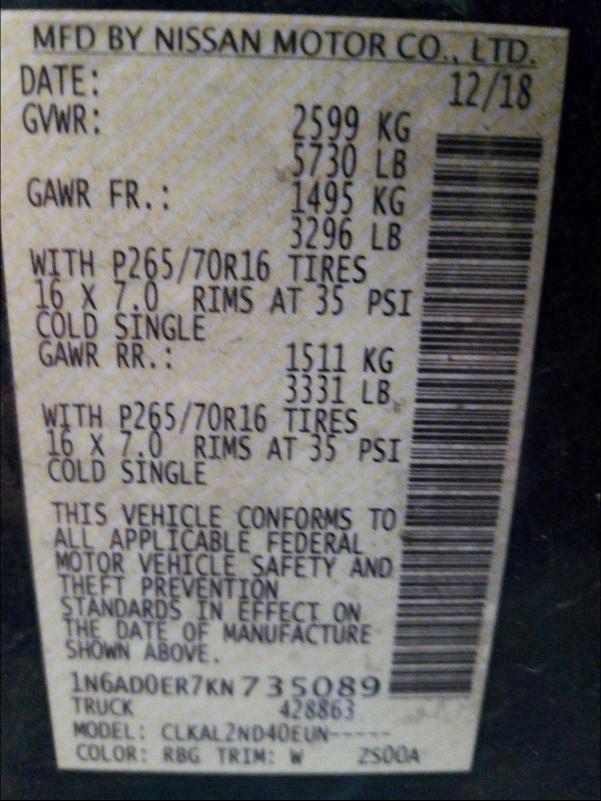 MFD BY NISSAN MOTOR CO., LTD.
DATE: 12/18
GVWR: 2599 KG
5730 LB
GAWR FR.: 1495 KG
3296 LB
WITH P265/70R16 TIRES
16 X 7.0 RIMS AT 35 PSI
COLD SINGLE
GAWR RR.: 1511 KG
3331 LB
WITH P265/70R16 TIRES
16 X 7.0 RIMS AT 35 PSI
COLD SINGLE
THIS VEHICLE CONFORMS TO
ALL APPLICABLE FEDERAL
MOTOR VEHICLE SAFETY AND
THEFT PREVENTION
STANDARDS IN EFFECT ON
THE DATE OF MANUFACTURE
SHOWN ABOVE.
1N6AD0ER7KN735089
TRUCK 428863
MODEL: CLKAL2ND40EUN-----
COLOR: RBG TRIM: W 2S00A